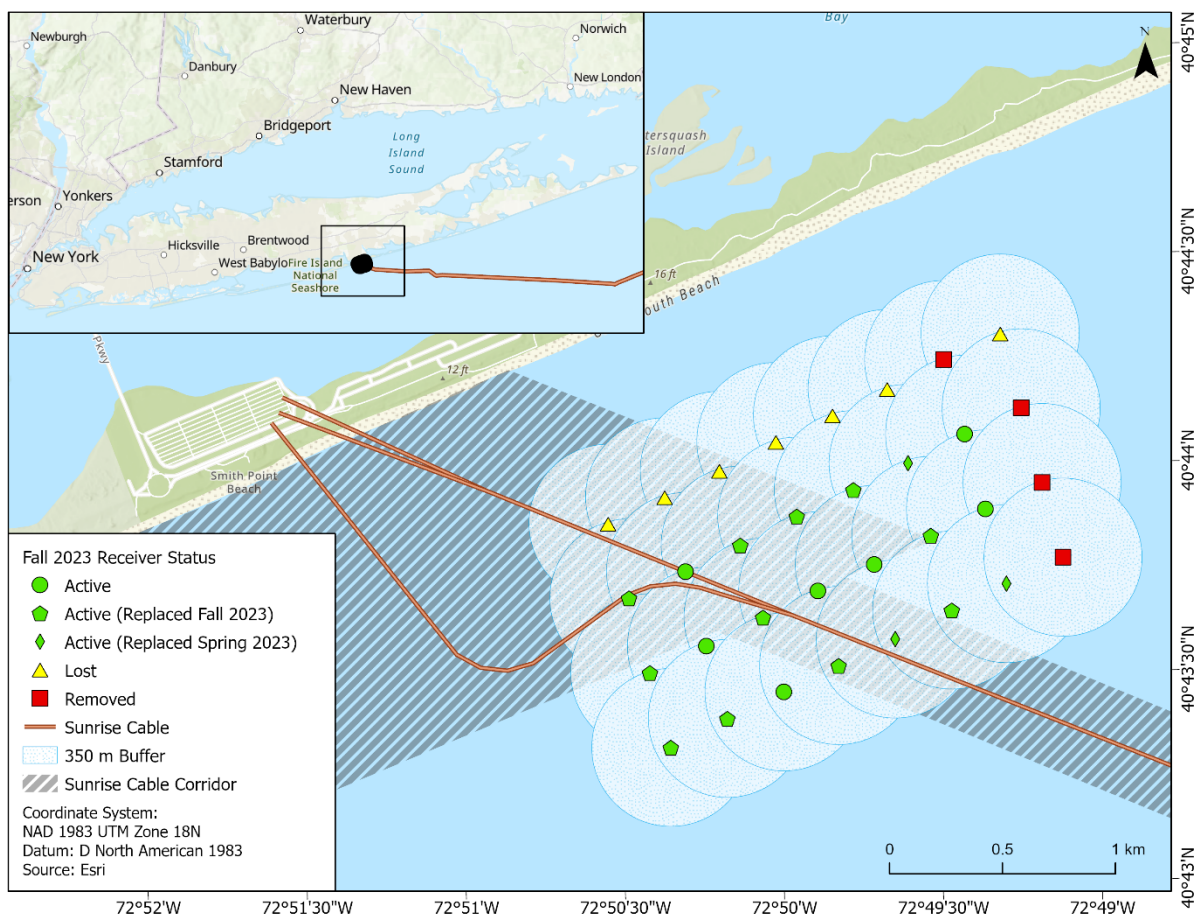 Waterbury
Newburgh
Norwich
Danbury
New London
New Haven
Bridgeport
Long
Island
Sound
Stamford
erson
Yonkers
Hicksville
Brentwood
New York
West Babylo
Fire Island
National
Seashore
Bay
N
tersquash
Island
16 ft
outh Beach
Pkwy
12 ft
Smith Point
Beach
Fall 2023 Receiver Status
Active
Active (Replaced Fall 2023)
Active (Replaced Spring 2023)
Lost
Removed
Sunrise Cable
350 m Buffer
Sunrise Cable Corridor
Coordinate System:
NAD 1983 UTM Zone 18N
Datum: D North American 1983
Source: Esri
0 0.5 1 km
40°45'N
40°44'30"N
40°44'N
40°43'30"N
40°43'N
72°52'W 72°51'30"W 72°51'W 72°50'30"W 72°50'W 72°49'30"W 72°49'W